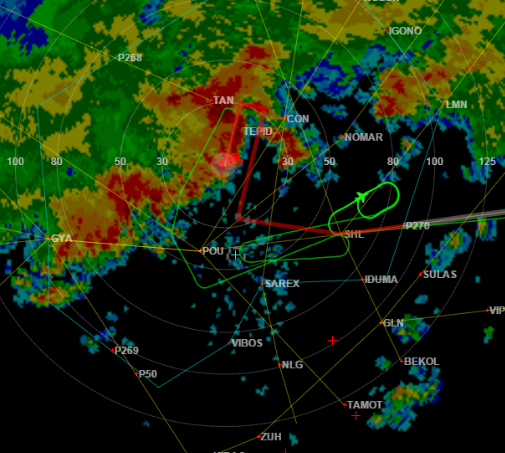 IGONO
P268
TAN
LMN
CON
TEPID
NOMAR
100 80 50 30 30 50 80 100 125
P270
SHL
GYA
POU
SULAS
IDUMA
SAREX
VIP
GLN
VIBOS
P269
BEKOL
NLG
P50
TAMOT
ZUH